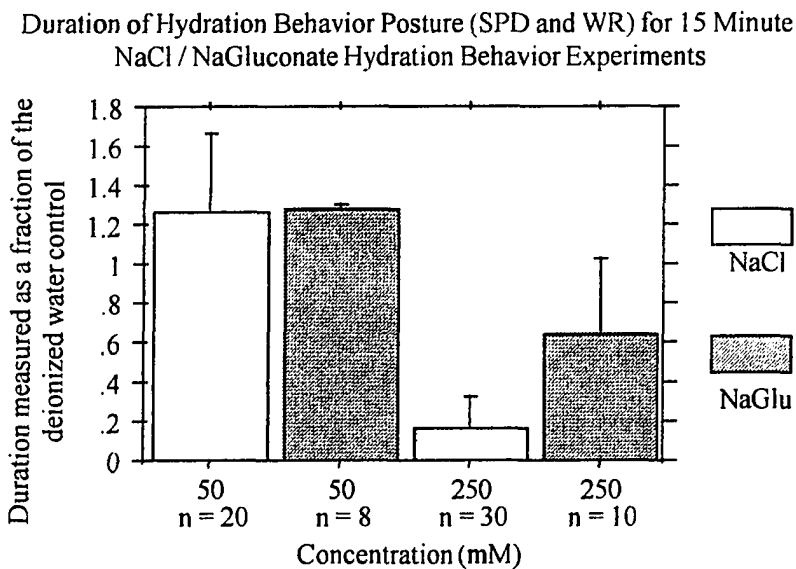 Duration of Hydration Behavior Posture (SPD and WR) for 15 Minute
NaCl / NaGluconate Hydration Behavior Experiments
Duration measured as a fraction of the
deionized water control
1.8
1.6
1.4
1.2
1
.8
.6
.4
.2
0
50 50 250 250
n = 20 n = 8 n = 30 n = 10
Concentration (mM)
NaCl
NaGlu